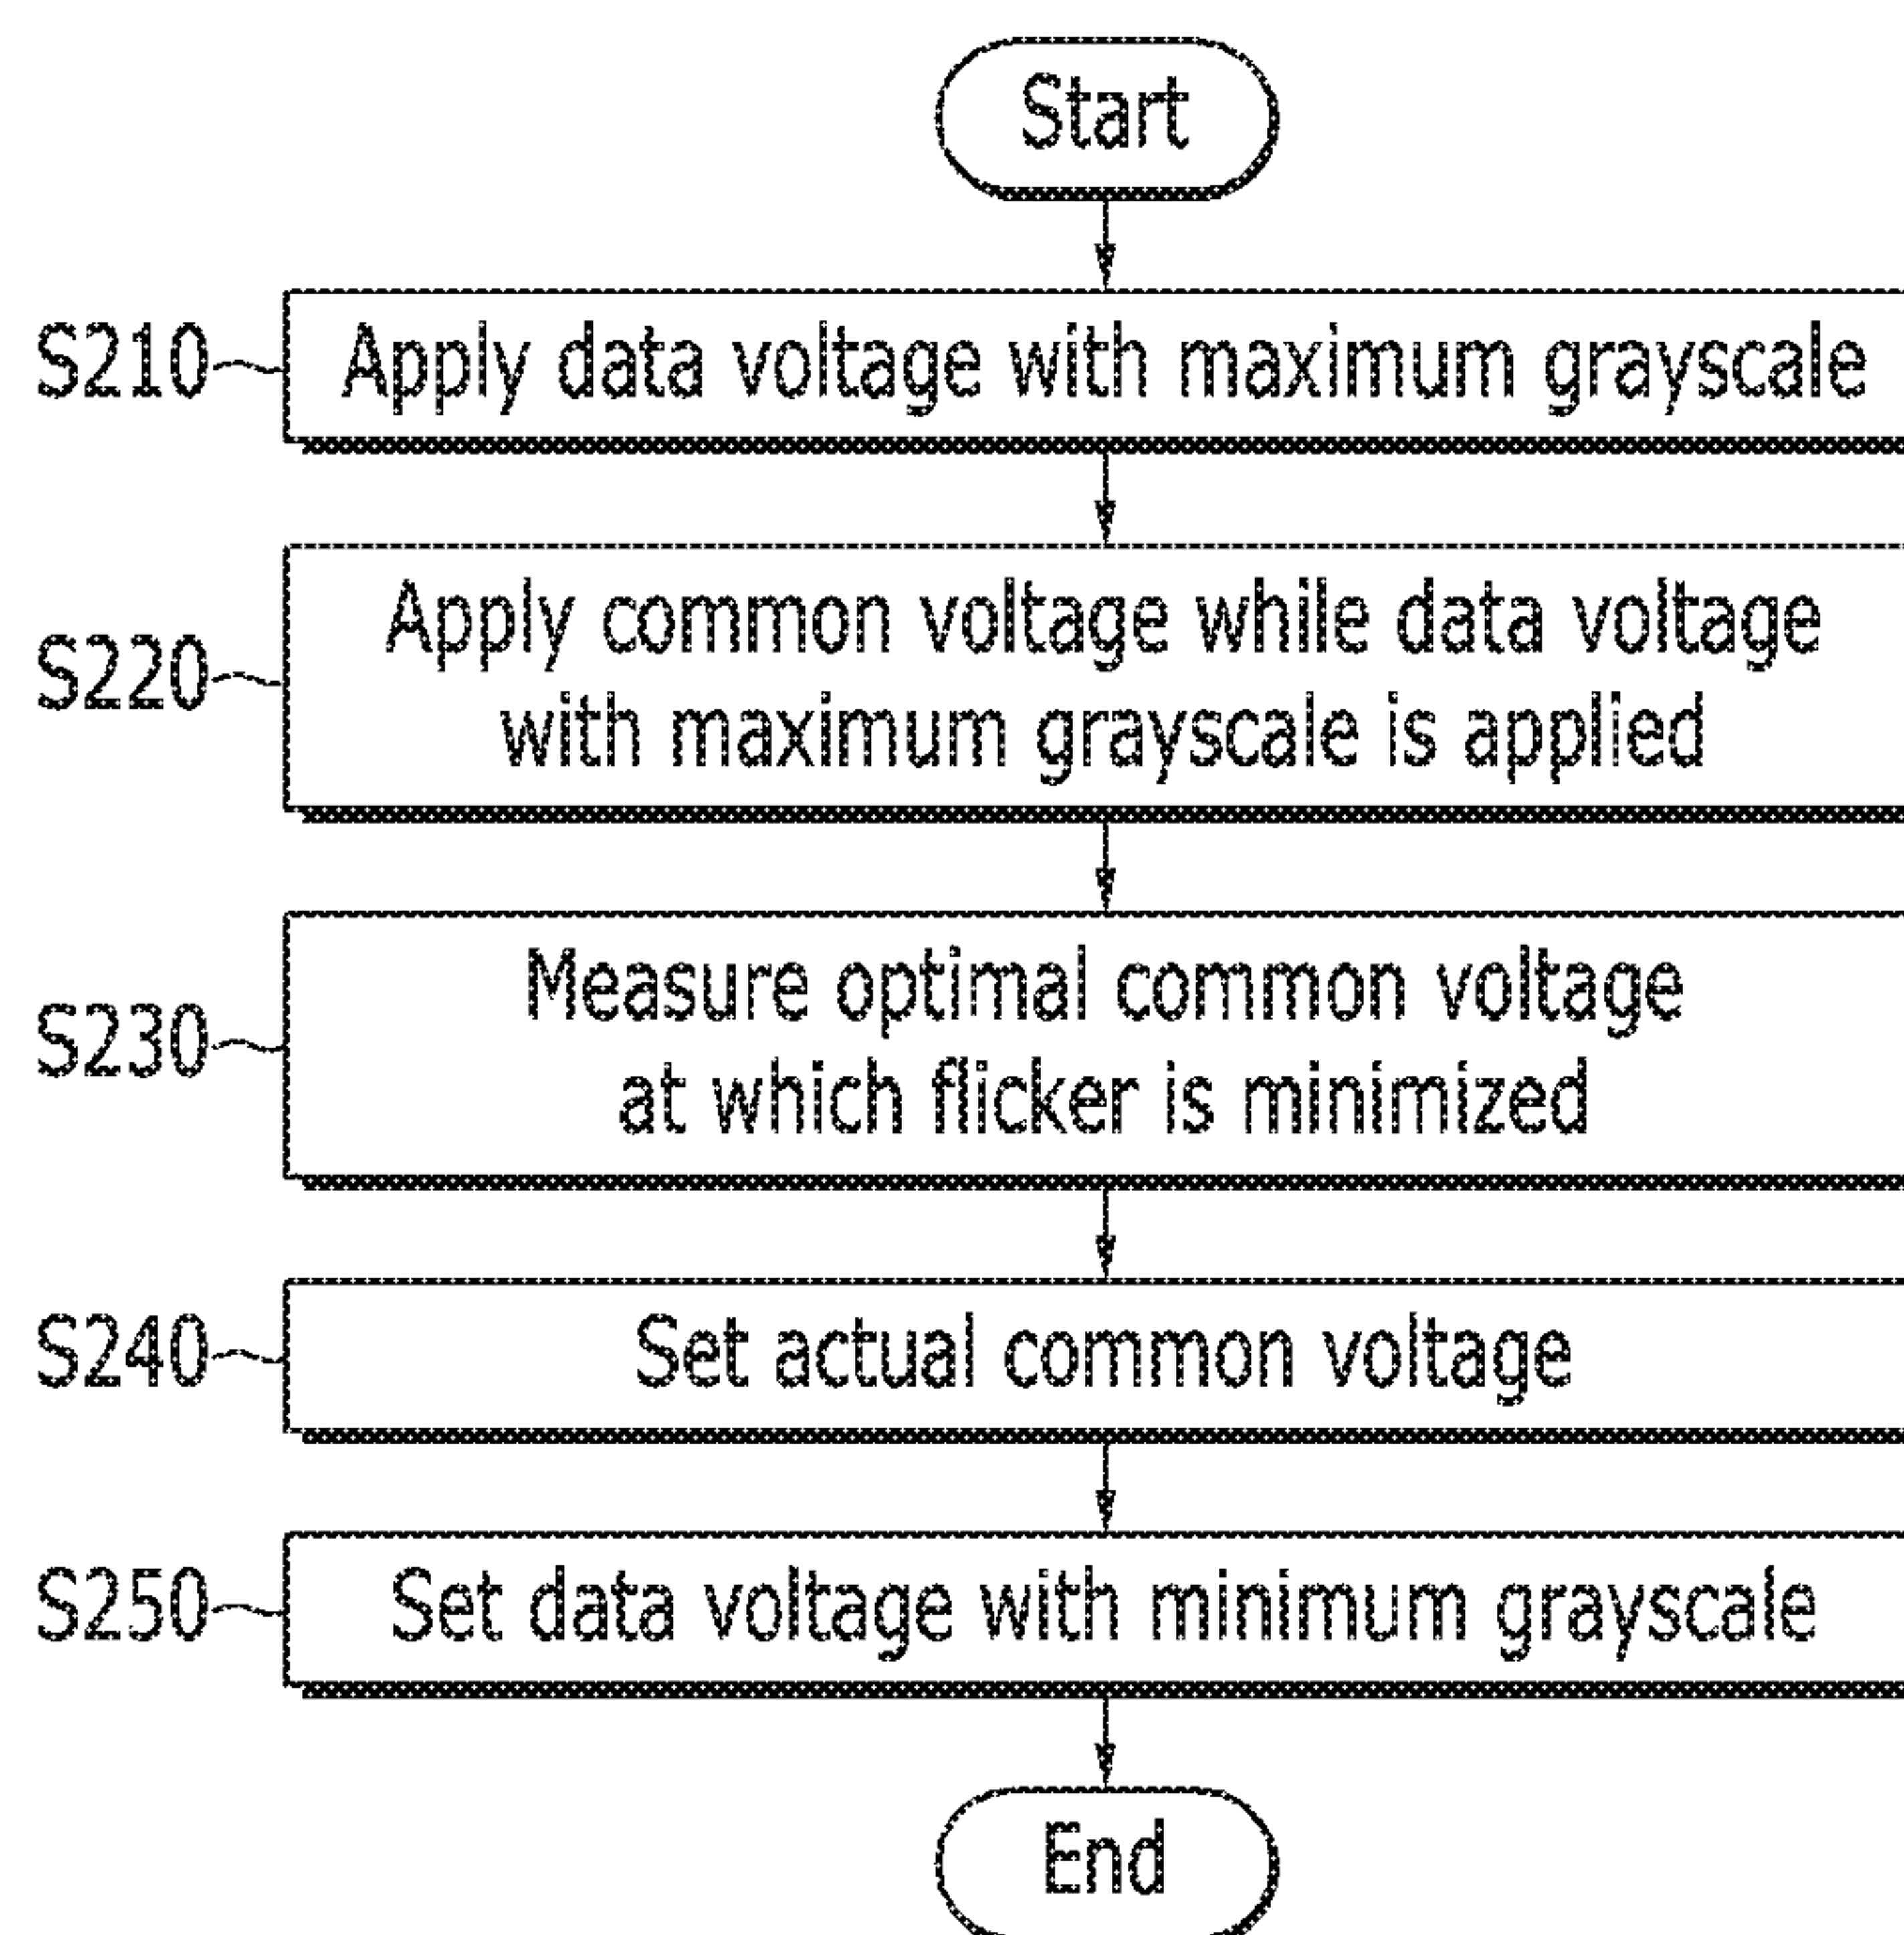 Start
S210
Apply data voltage with maximum grayscale
S220
Apply common voltage while data voltage
with maximum grayscale is applied
S230
Measure optimal common voltage
at which flicker is minimized
S240
Set actual common voltage
S250
Set data voltage with minimum grayscale
End